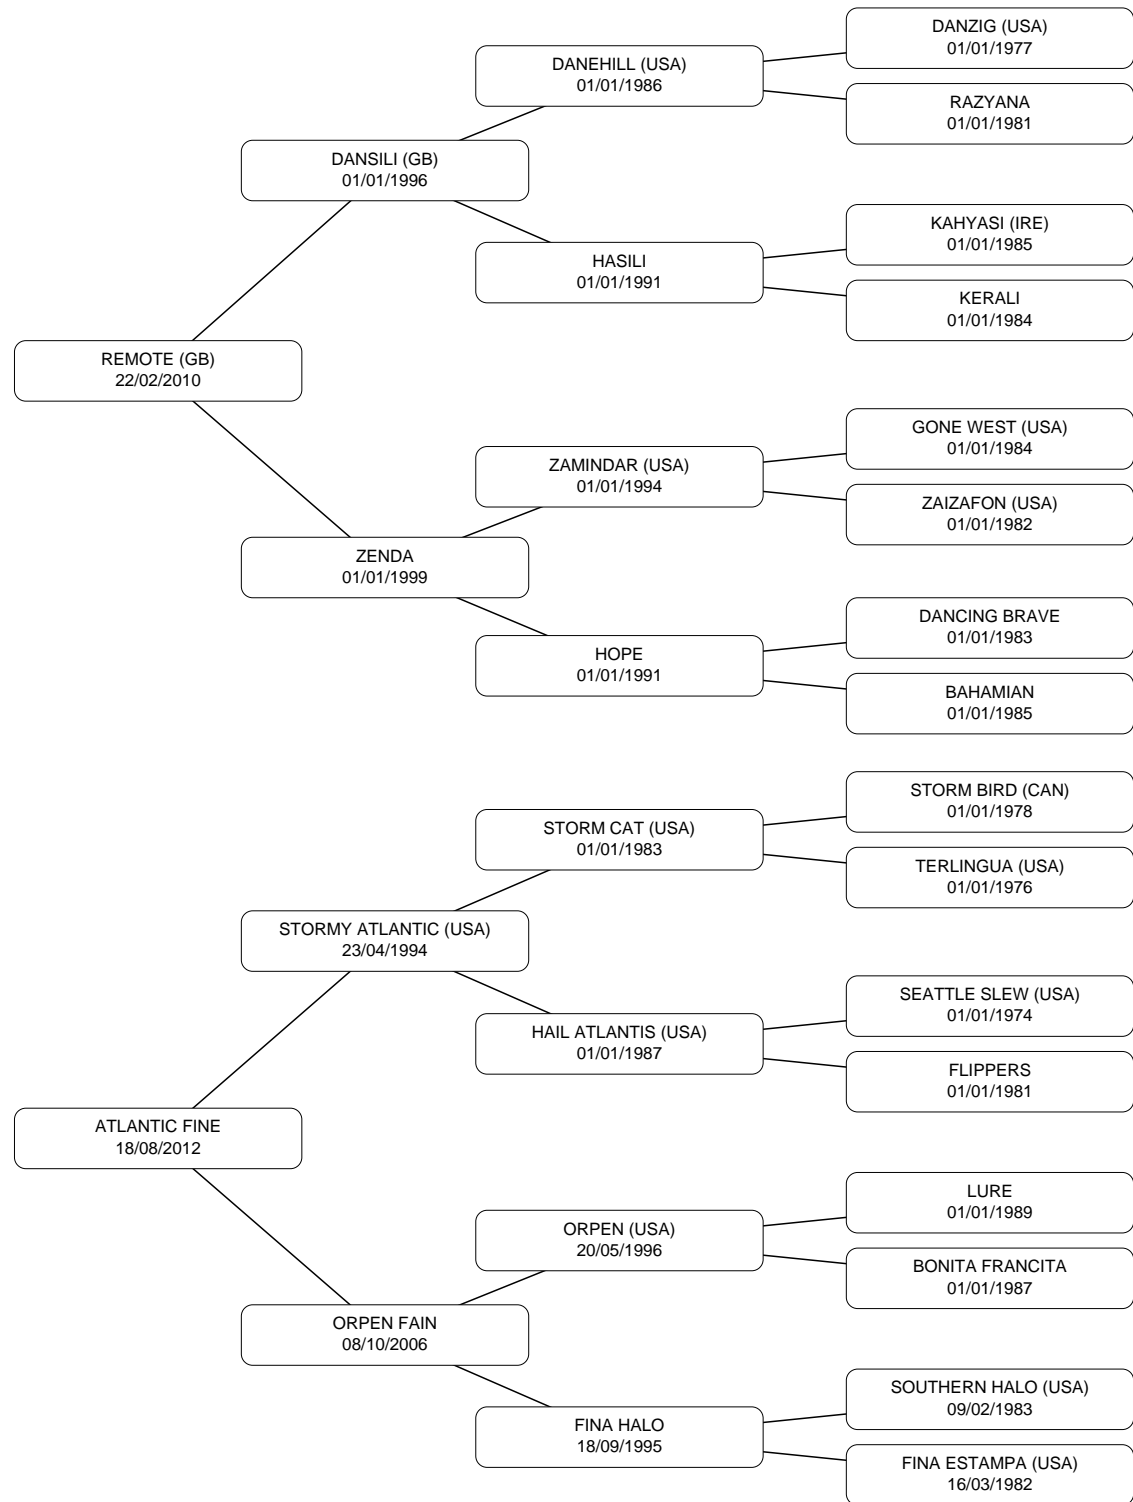 DANZIG (USA)
01/01/1977
DANEHILL (USA)
01/01/1986
RAZYANA
01/01/1981
DANSILI (GB)
01/01/1996
KAHYASI (IRE)
01/01/1985
HASILI
01/01/1991
KERALI
01/01/1984
REMOTE (GB)
22/02/2010
GONE WEST (USA)
01/01/1984
ZAMINDAR (USA)
01/01/1994
ZAIZAFON (USA)
01/01/1982
ZENDA
01/01/1999
DANCING BRAVE
01/01/1983
HOPE
01/01/1991
BAHAMIAN
01/01/1985
STORM BIRD (CAN)
01/01/1978
STORM CAT (USA)
01/01/1983
TERLINGUA (USA)
01/01/1976
STORMY ATLANTIC (USA)
23/04/1994
SEATTLE SLEW (USA)
01/01/1974
HAIL ATLANTIS (USA)
01/01/1987
FLIPPERS
01/01/1981
ATLANTIC FINE
18/08/2012
LURE
01/01/1989
ORPEN (USA)
20/05/1996
BONITA FRANCITA
01/01/1987
ORPEN FAIN
08/10/2006
SOUTHERN HALO (USA)
09/02/1983
FINA HALO
18/09/1995
FINA ESTAMPA (USA)
16/03/1982